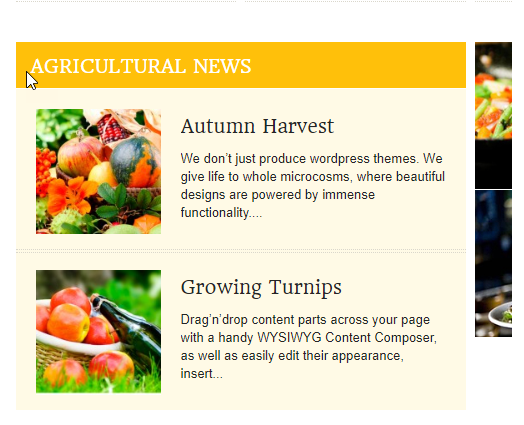 AGRICULTURAL NEWS
Autumn Harvest
We don't just produce wordpress themes. We
give life to whole microcosms, where beautiful
designs are powered by immense
functionality....
Growing Turnips
Drag'n'drop content parts across your page
with a handy WYSIWYG Content Composer,
as well as easily edit their appearance,
insert...